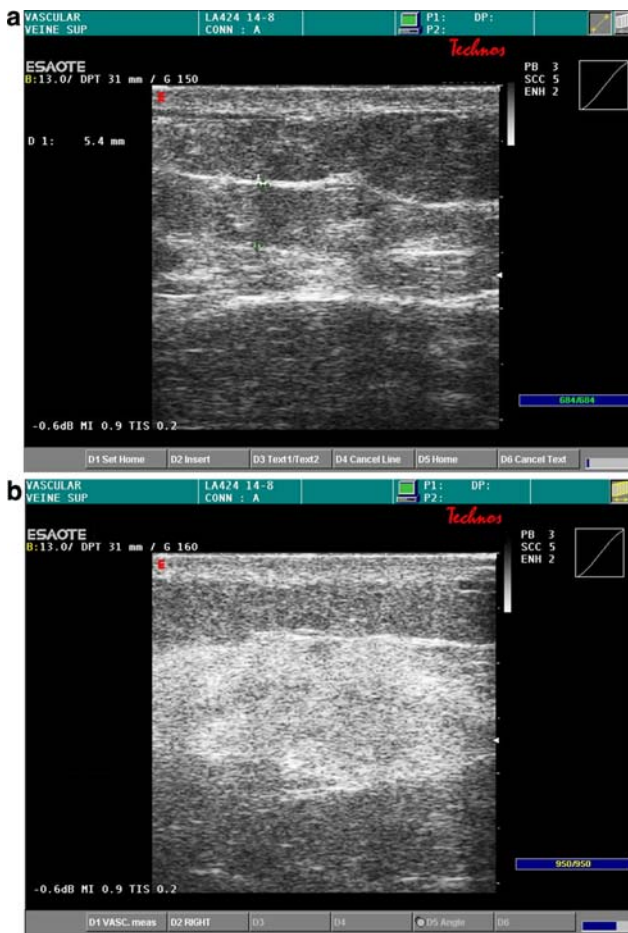 a
VASCULAR LA424 14-8 P1: DP:
VEINE SUP CONN : A P2:
Technos
ESAOTE
B:13.0/ DPT 31 mm / G 150
PB 3
SCC 5
ENH 2
E
D 1: 5.4 mm
684/684
-0.6dB MI 0.9 TIS 0.2
D1 Set Home D2 Insert D3 Text1/Text2 D4 Cancel Line D5 Home D6 Cancel Text
b
VASCULAR LA424 14-8 P1: DP:
VEINE SUP CONN : A P2:
Technos
ESAOTE
B:13.0/ DPT 31 mm / G 160
PB 3
SCC 5
ENH 2
E
950/950
-0.6dB MI 0.9 TIS 0.2
D1 VASC. meas D2 RIGHT D3 D4 D5 Angle D6